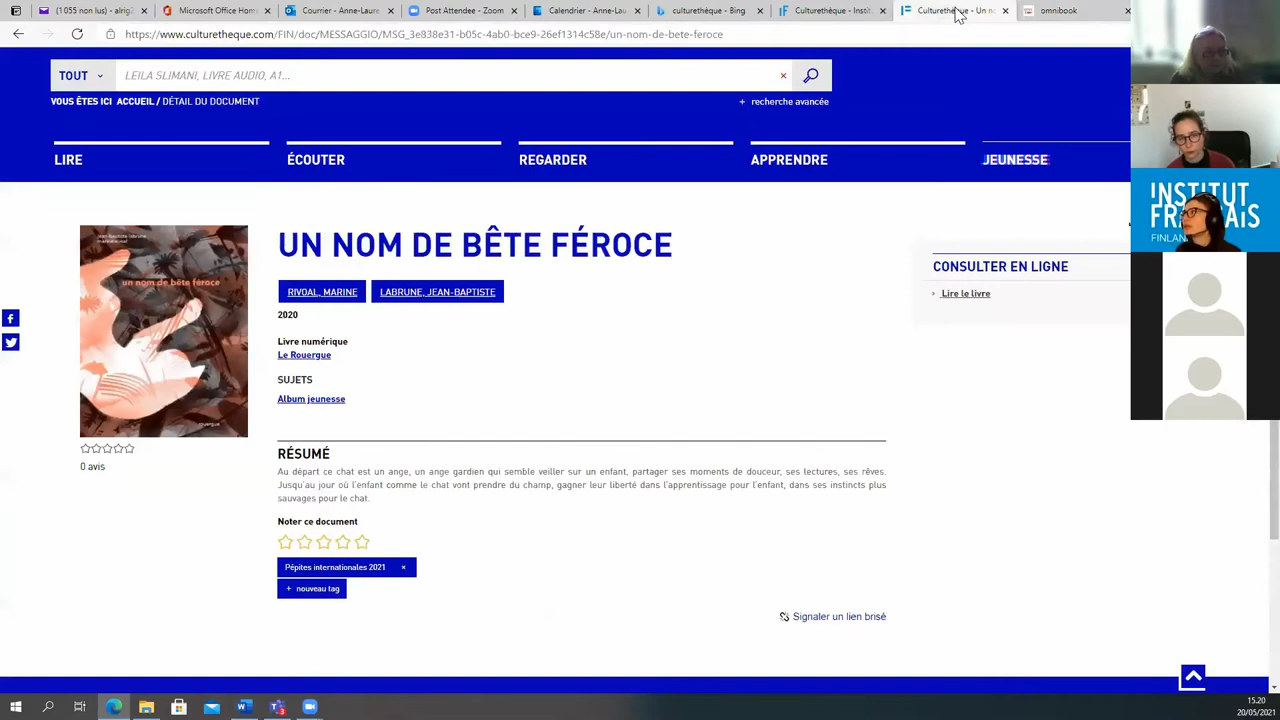 (1 055 non lus) - alrig2
Microsoft Office Home
Courrier - Anne-Laure
Post Attendee - Zoom
Calendrier - Anne-Lau
culturethèque - Bing
Culturethèque - Insti
Culturethèque - Un no
omnibook
https://www.culturetheque.com/FIN/doc/MESSAGGIO/MSG_3e838e31-b05c-4ab0-bce9-26ef1314c58e/un-nom-de-bete-feroce
TOUT
LEILA SLIMANI, LIVRE AUDIO, A1...
VOUS ÊTES ICI ACCUEIL / DÉTAIL DU DOCUMENT
+ recherche avancée
LIRE
ÉCOUTER
REGARDER
APPRENDRE
JEUNESSE
INSTITUT
FRANÇAIS
FINLAN
jean-baptiste labrune
un nom de bête féroce
rouergue
UN NOM DE BÊTE FÉROCE
RIVOAL, MARINE
LABRUNE, JEAN-BAPTISTE
2020
Livre numérique
Le Rouergue
SUJETS
Album jeunesse
CONSULTER EN LIGNE
Lire le livre
0 avis
RÉSUMÉ
Au départ ce chat est un ange, un ange gardien qui semble veiller sur un enfant, partager ses moments de douceur, ses lectures, ses rêves.
Jusqu'au jour où l'enfant comme le chat vont prendre du champ, gagner leur liberté dans l'apprentissage pour l'enfant, dans ses instincts plus
sauvages pour le chat.
Noter ce document
Pépites internationales 2021 ×
+ nouveau tag
Signaler un lien brisé
15.20
20/05/2021